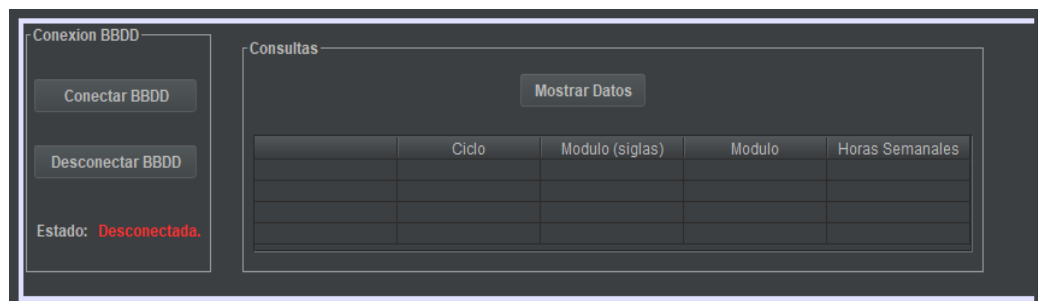 Conexion BBDD
Conectar BBDD
Desconectar BBDD
Estado: Desconectada.
Consultas
Mostrar Datos
Ciclo Modulo (siglas) Modulo Horas Semanales